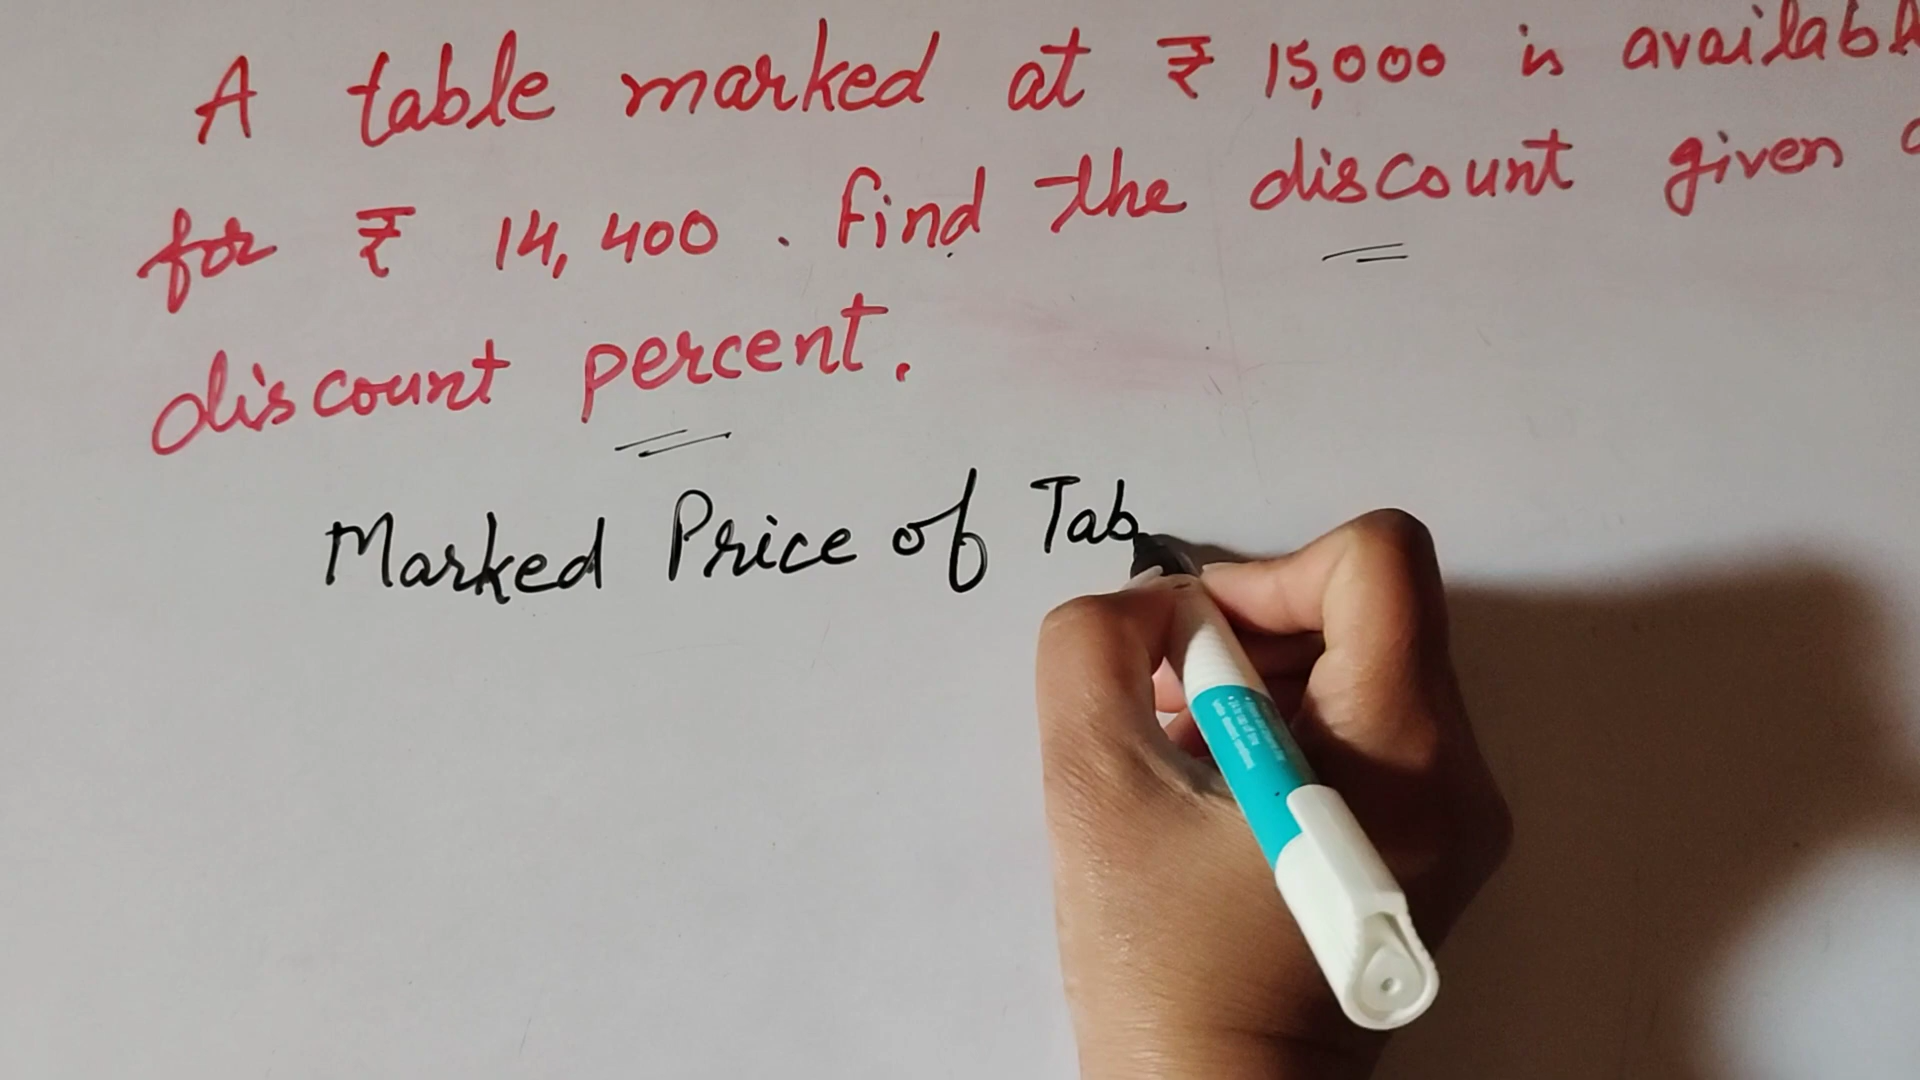 A table marked at ₹ 15,000 is availabl
for ₹ 14,400. Find the discount given
discount percent.
Marked Price of Tab